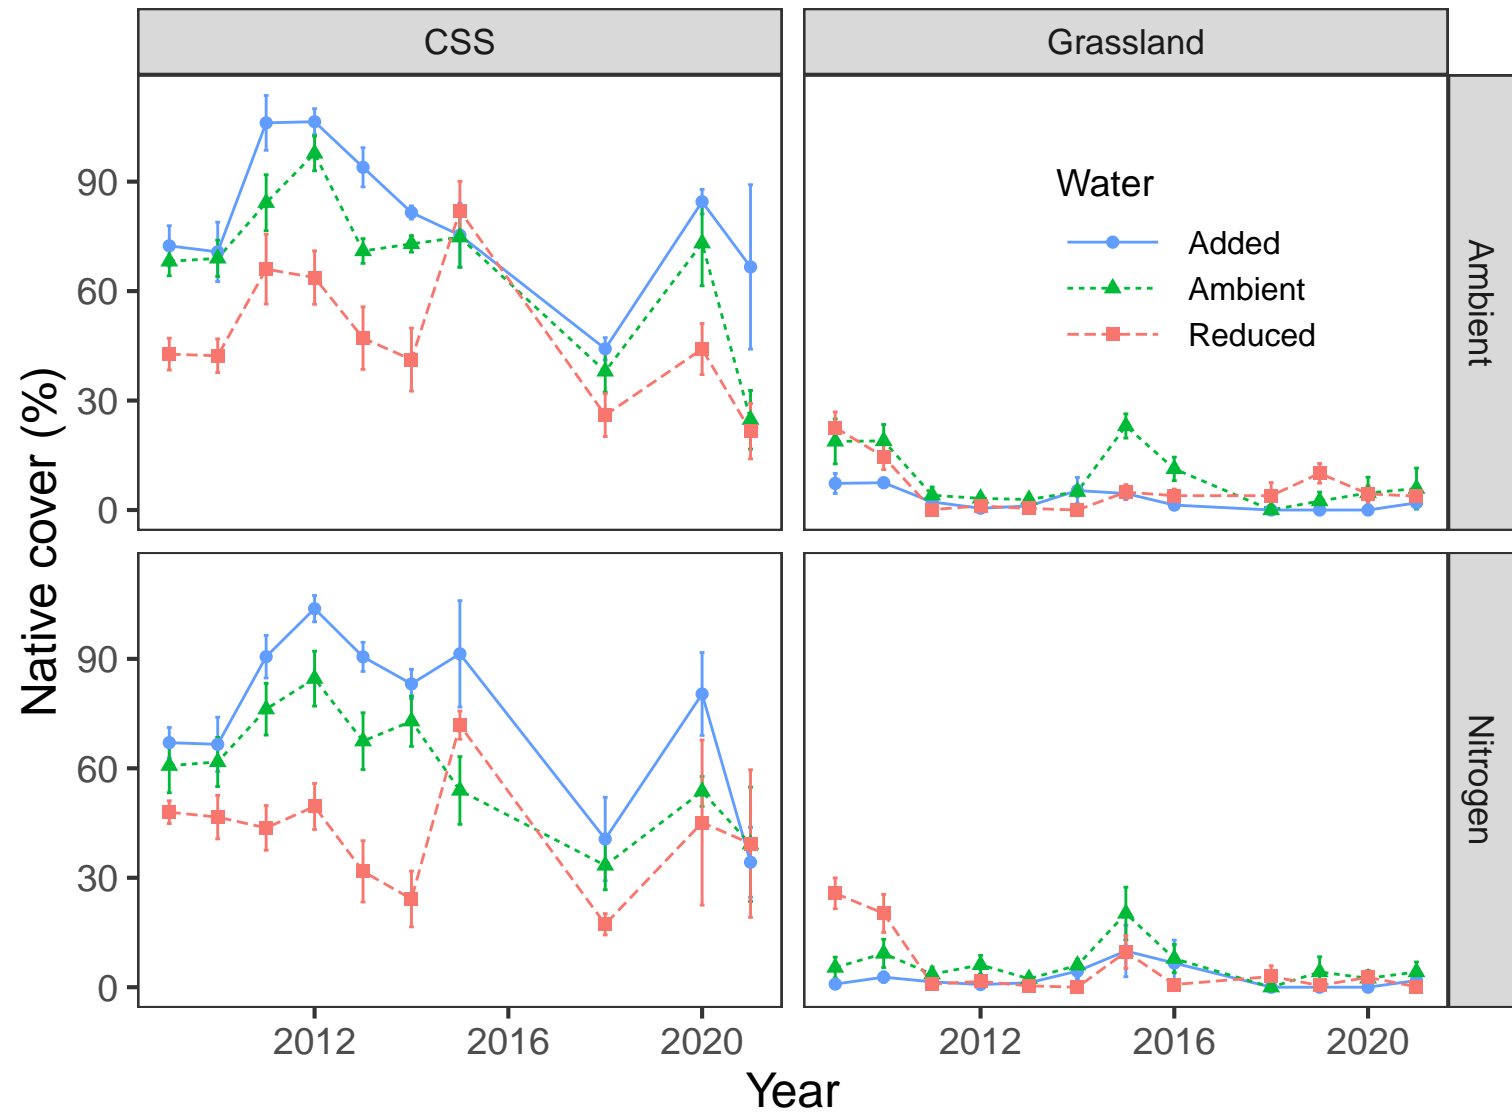 CSS
Grassland
Native cover (%)
90
60
30
0
Water
Added
Ambient
Reduced
Ambient
90
60
30
0
Nitrogen
2012
2016
2020
2012
2016
2020
Year